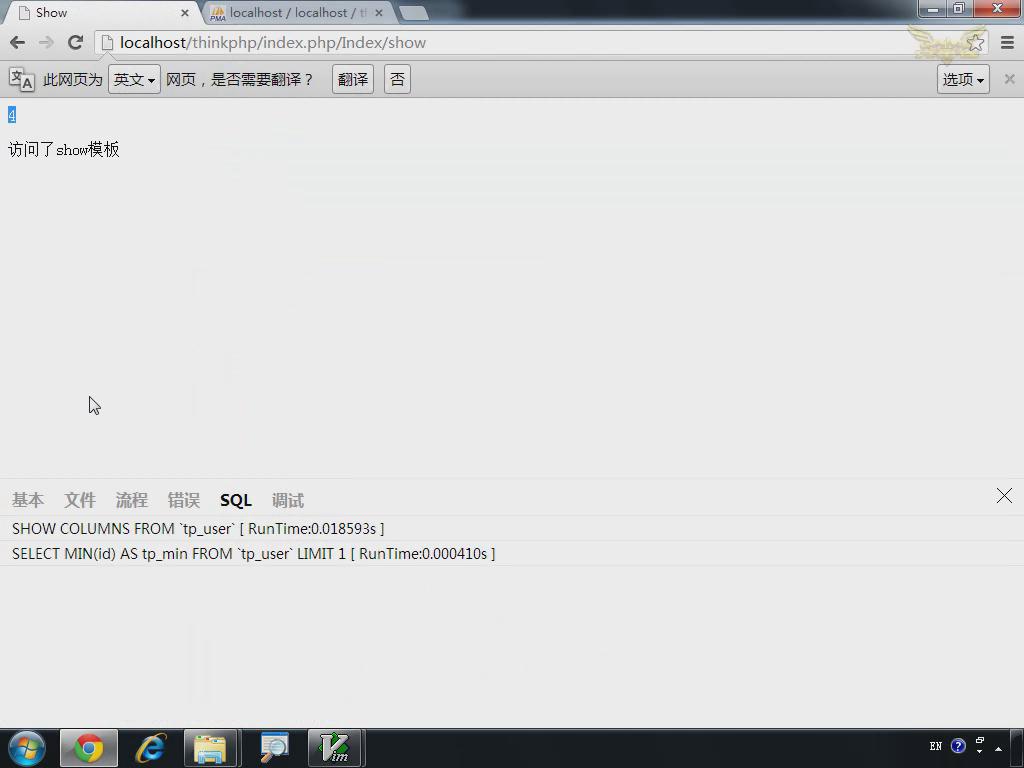 Show
PMA localhost / localhost / t
localhost/thinkphp/index.php/Index/show
此网页为 英文 网页，是否需要翻译？ 翻译 否 选项
4
访问了show模板
基本 文件 流程 错误 SQL 调试
SHOW COLUMNS FROM `tp_user` [ RunTime:0.018593s ]
SELECT MIN(id) AS tp_min FROM `tp_user` LIMIT 1 [ RunTime:0.000410s ]
Vim
EN